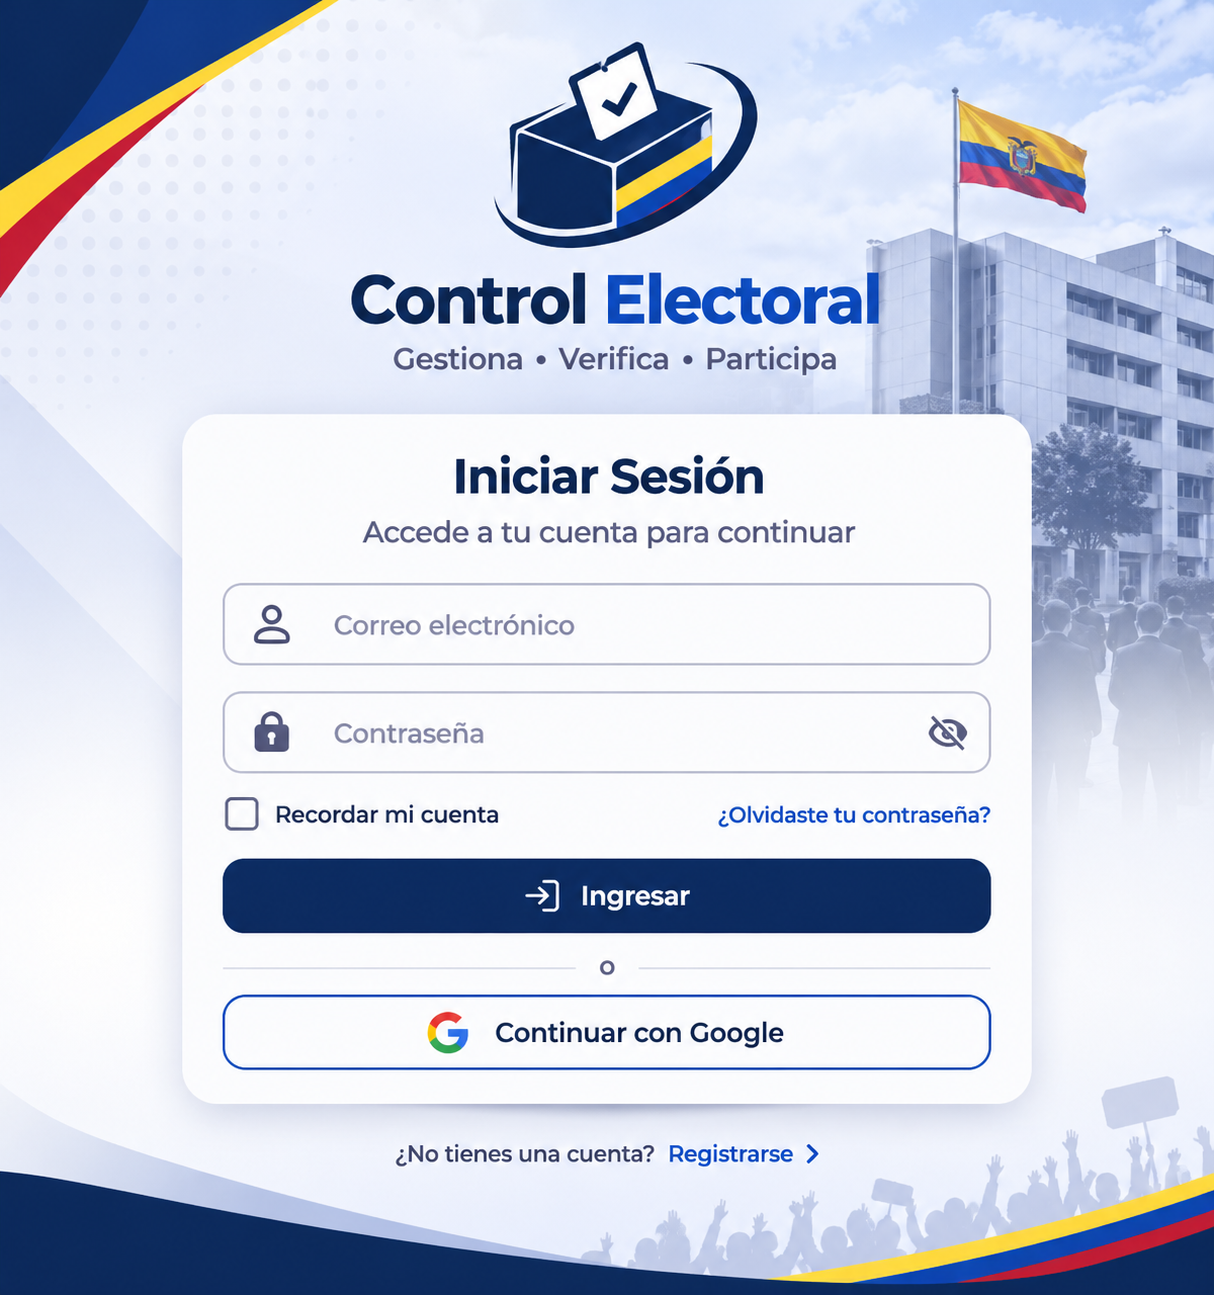 Control Electoral
Gestiona • Verifica • Participa
Iniciar Sesión
Accede a tu cuenta para continuar
Correo electrónico
Contraseña
Recordar mi cuenta
¿Olvidaste tu contraseña?
Ingresar
o
Continuar con Google
¿No tienes una cuenta? Registrarse